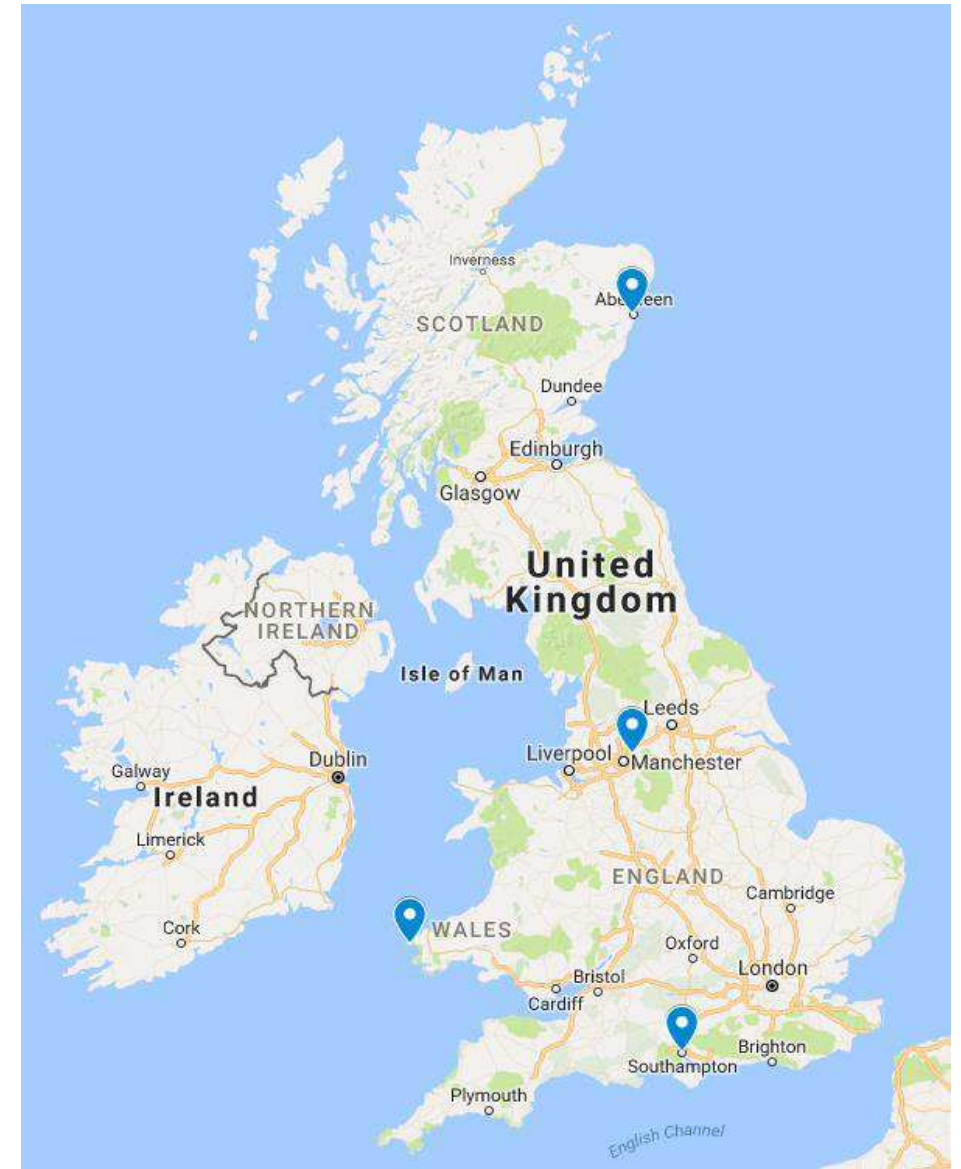 Inverness
Aberdeen
SCOTLAND
Dundee
Edinburgh
Glasgow
United
Kingdom
NORTHERN
IRELAND
Isle of Man
Leeds
Liverpool
Manchester
Dublin
Galway
Ireland
Limerick
ENGLAND
Cambridge
Cork
WALES
Oxford
London
Bristol
Cardiff
Brighton
Southampton
Plymouth
English Channel